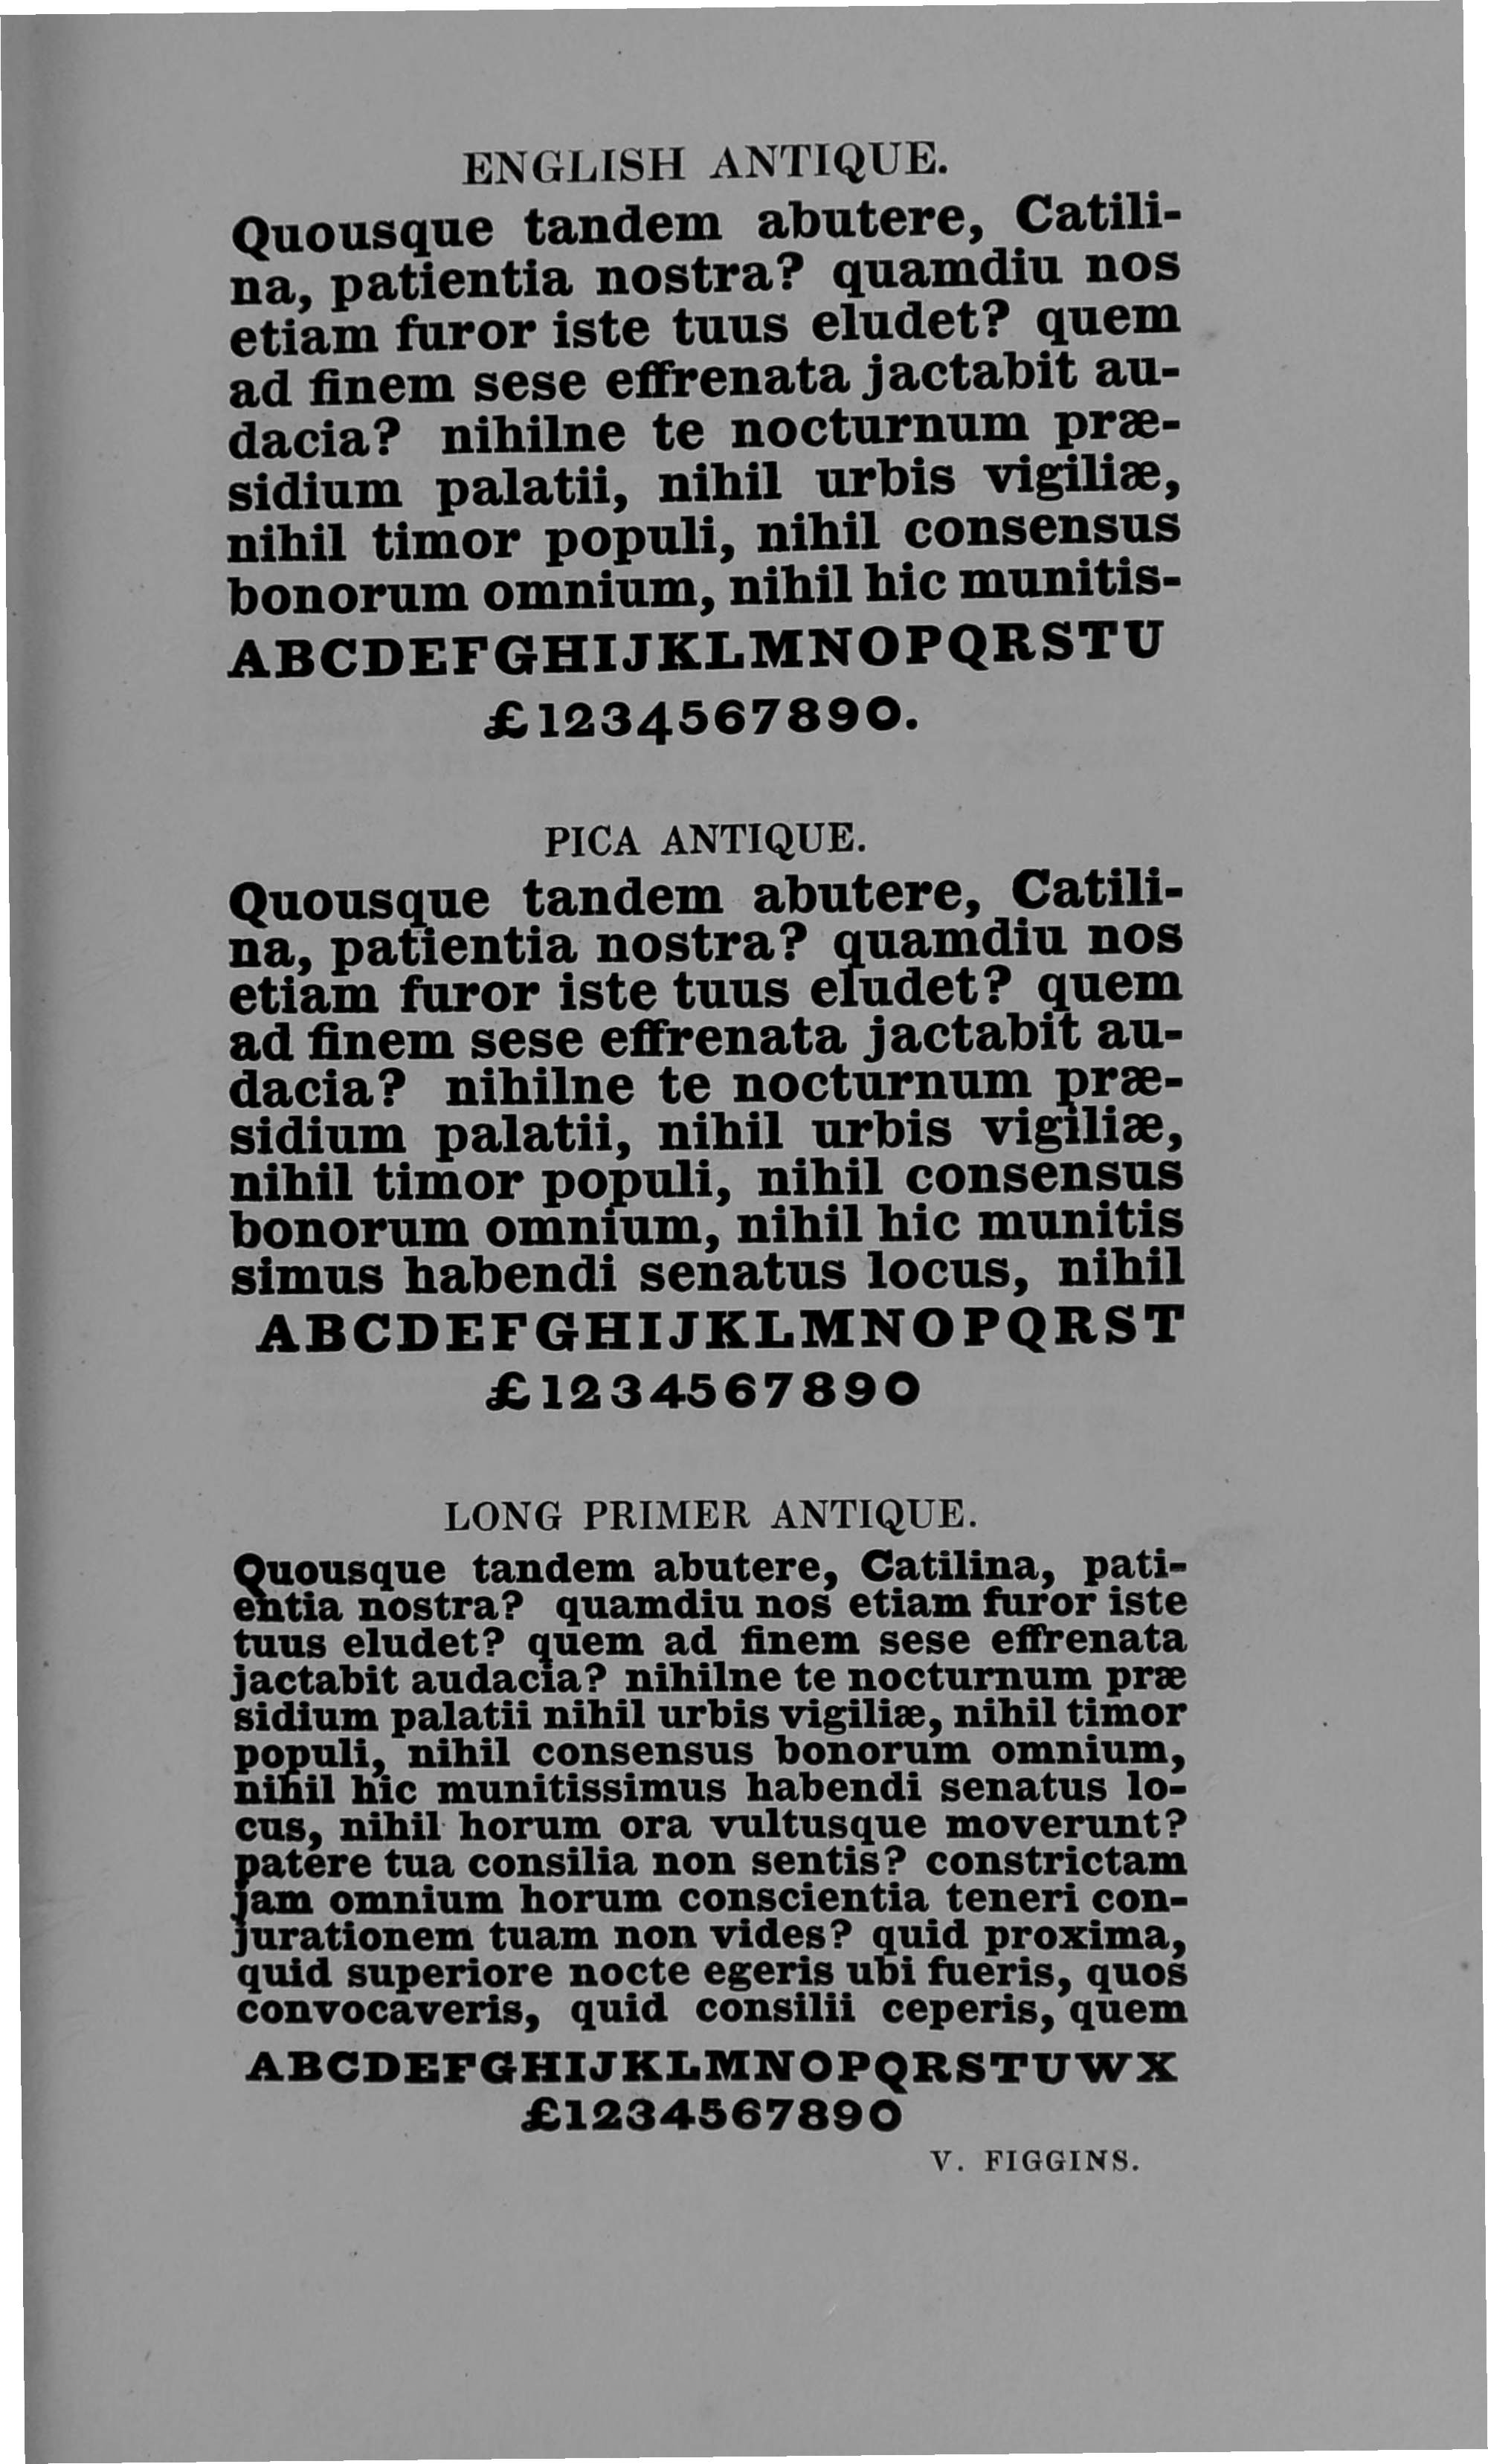 ENGLISH ANTIQUE.
Quousque tandem abutere, Catili-
na, patientia nostra? quamdiu nos
etiam furor iste tuus eludet? quem
ad finem sese effrenata jactabit au-
dacia? nihilne te nocturnum præ-
sidium palatii, nihil urbis vigiliæ,
nihil timor populi, nihil consensus
bonorum omnium, nihil hic munitis-
ABCDEFGHIJKLMNOPQRSTU
£1234567890.
PICA ANTIQUE.
Quousque tandem abutere, Catili-
na, patientia nostra? quamdiu nos
etiam furor iste tuus eludet? quem
ad finem sese effrenata jactabit au-
dacia? nihilne te nocturnum præ-
sidium palatii, nihil urbis vigiliæ,
nihil timor populi, nihil consensus
bonorum omnium, nihil hic munitis
simus habendi senatus locus, nihil
ABCDEFGHIJKLMNOPQRST
£1234567890
LONG PRIMER ANTIQUE.
Quousque tandem abutere, Catilina, pati-
entia nostra? quamdiu nos etiam furor iste
tuus eludet? quem ad finem sese effrenata
jactabit audacia? nihilne te nocturnum præ
sidium palatii nihil urbis vigiliæ, nihil timor
populi, nihil consensus bonorum omnium,
nihil hic munitissimus habendi senatus lo-
cus, nihil horum ora vultusque moverunt?
patere tua consilia non sentis? constrictam
jam omnium horum conscientia teneri con-
jurationem tuam non vides? quid proxima,
quid superiore nocte egeris ubi fueris, quos
convocaveris, quid consilii ceperis, quem
ABCDEFGHIJKLMNOPQRSTUWX
£1234567890
V. FIGGINS.